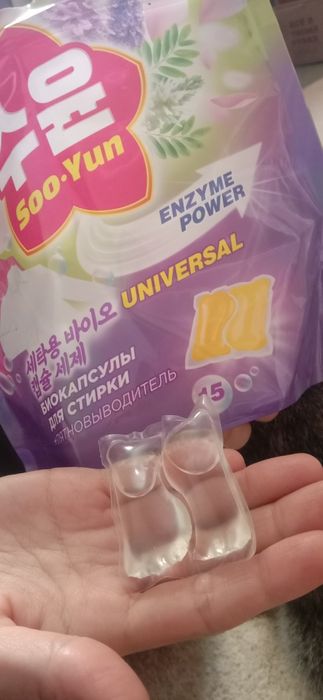 수윤
Soo·Yun
ENZYME
POWER
UNIVERSAL
세탁용 바이오
캡슐 세제
БИОКАПСУЛЫ
ДЛЯ СТИРКИ
ПЯТНОВЫВОДИТЕЛЬ
15